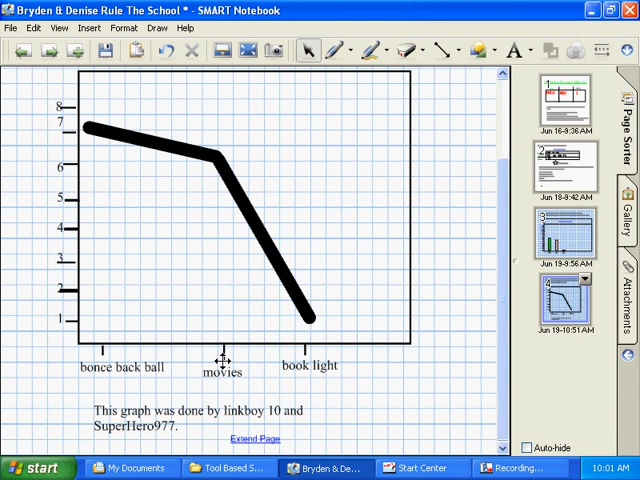 Bryden & Denise Rule The School * - SMART Notebook
File Edit View Insert Format Draw Help
8
7
6
5
4
3
2
1
bonce back ball
movies
book light
This graph was done by linkboy 10 and
SuperHero977.
Extend Page
1
Jun 16-9:36 AM
2
Jun 18-9:42 AM
3
Jun 19-9:56 AM
4
Jun 19-10:51 AM
Page Sorter
Gallery
Attachments
Auto-hide
start
My Documents
Tool Based S...
Bryden & De...
Start Center
Recording...
10:01 AM